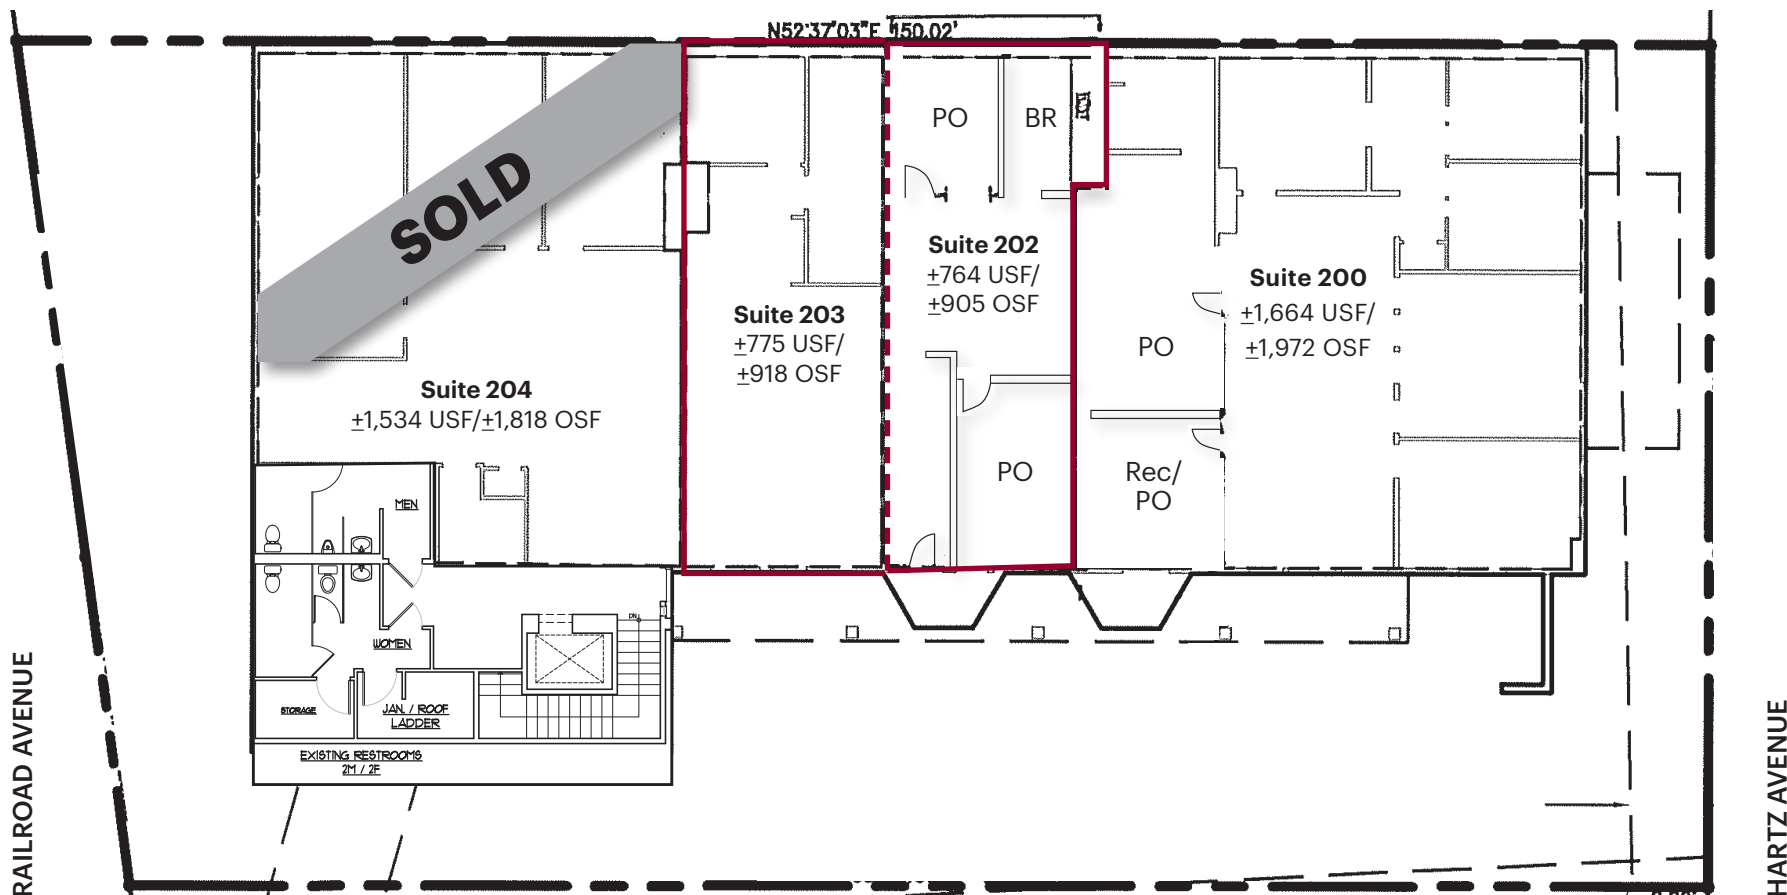 N52°37'03"E 150.02'
SOLD
PO
BR
Suite 202
±764 USF/
±905 OSF
Suite 200
±1,664 USF/
±1,972 OSF
Suite 203
±775 USF/
±918 OSF
PO
Suite 204
±1,534 USF/±1,818 OSF
PO
Rec/
PO
MEN
WOMEN
DN
STORAGE
JAN. / ROOF
LADDER
EXISTING RESTROOMS
2M / 2F
RAILROAD AVENUE
HARTZ AVENUE